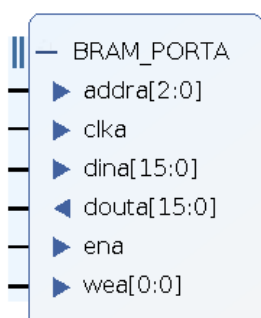 BRAM_PORTA
addra[2:0]
clka
dina[15:0]
douta[15:0]
ena
wea[0:0]